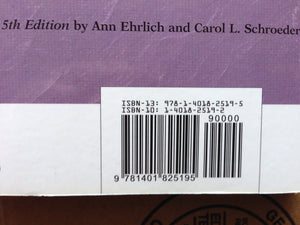 5th Edition by Ann Ehrlich and Carol L. Schroeder
ISBN-13: 978-1-4018-2519-5
ISBN-10: 1-4018-2519-2
90000
9 781401 825195